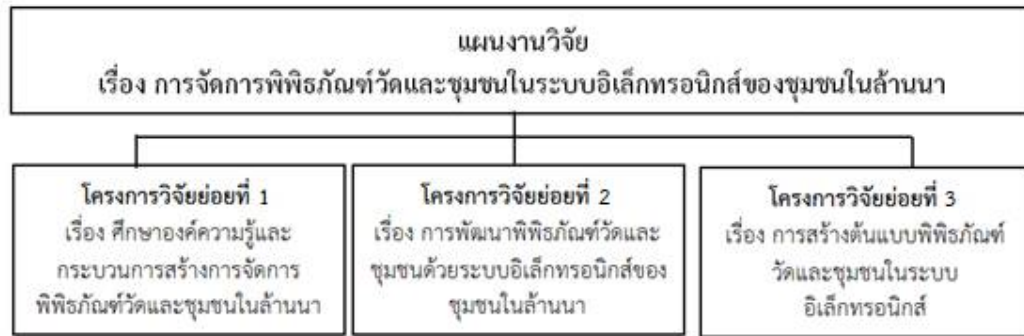 แผนงานวิจัย
เรื่อง การจัดการพิพิธภัณฑ์วัดและชุมชนในระบบอิเล็กทรอนิกส์ของชุมชนในล้านนา
โครงการวิจัยย่อยที่ 1
เรื่อง ศึกษาองค์ความรู้และ
กระบวนการสร้างการจัดการ
พิพิธภัณฑ์วัดและชุมชนในล้านนา
โครงการวิจัยย่อยที่ 2
เรื่อง การพัฒนาพิพิธภัณฑ์วัดและ
ชุมชนด้วยระบบอิเล็กทรอนิกส์ของ
ชุมชนในล้านนา
โครงการวิจัยย่อยที่ 3
เรื่อง การสร้างต้นแบบพิพิธภัณฑ์
วัดและชุมชนในระบบ
อิเล็กทรอนิกส์